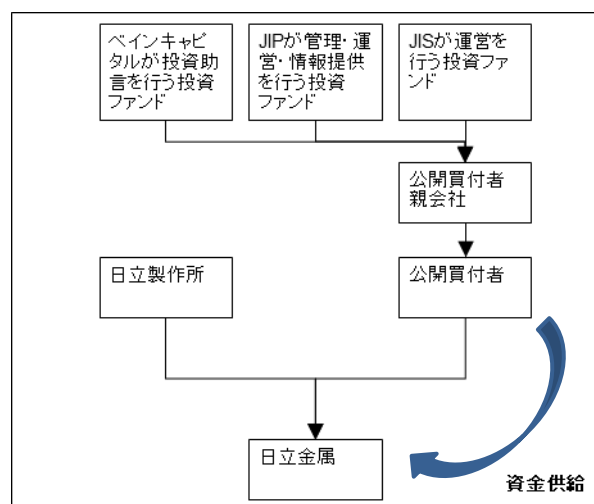 ベインキャピ
タルが投資助
言を行う投資
ファンド
JIPが管理・運
営・情報提供
を行う投資
ファンド
JISが運営を
行う投資ファ
ンド
公開買付者
親会社
日立製作所
公開買付者
日立金属
資金供給